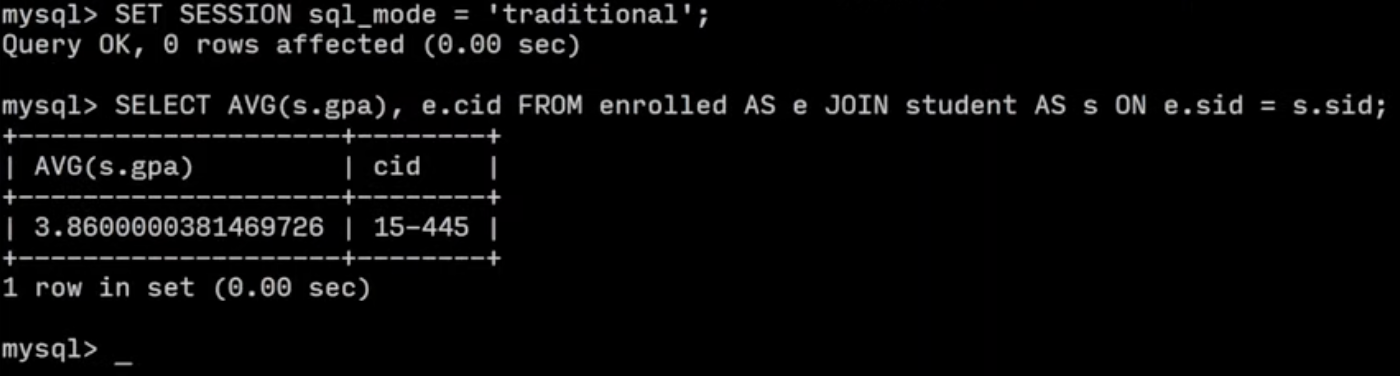 mysql> SET SESSION sql_mode = 'traditional';
Query OK, 0 rows affected (0.00 sec)
mysql> SELECT AVG(s.gpa), e.cid FROM enrolled AS e JOIN student AS s ON e.sid = s.sid;
+--------------------+--------+
| AVG(s.gpa)         | cid    |
+--------------------+--------+
| 3.8600000381469726 | 15-445 |
+--------------------+--------+
1 row in set (0.00 sec)
mysql> _